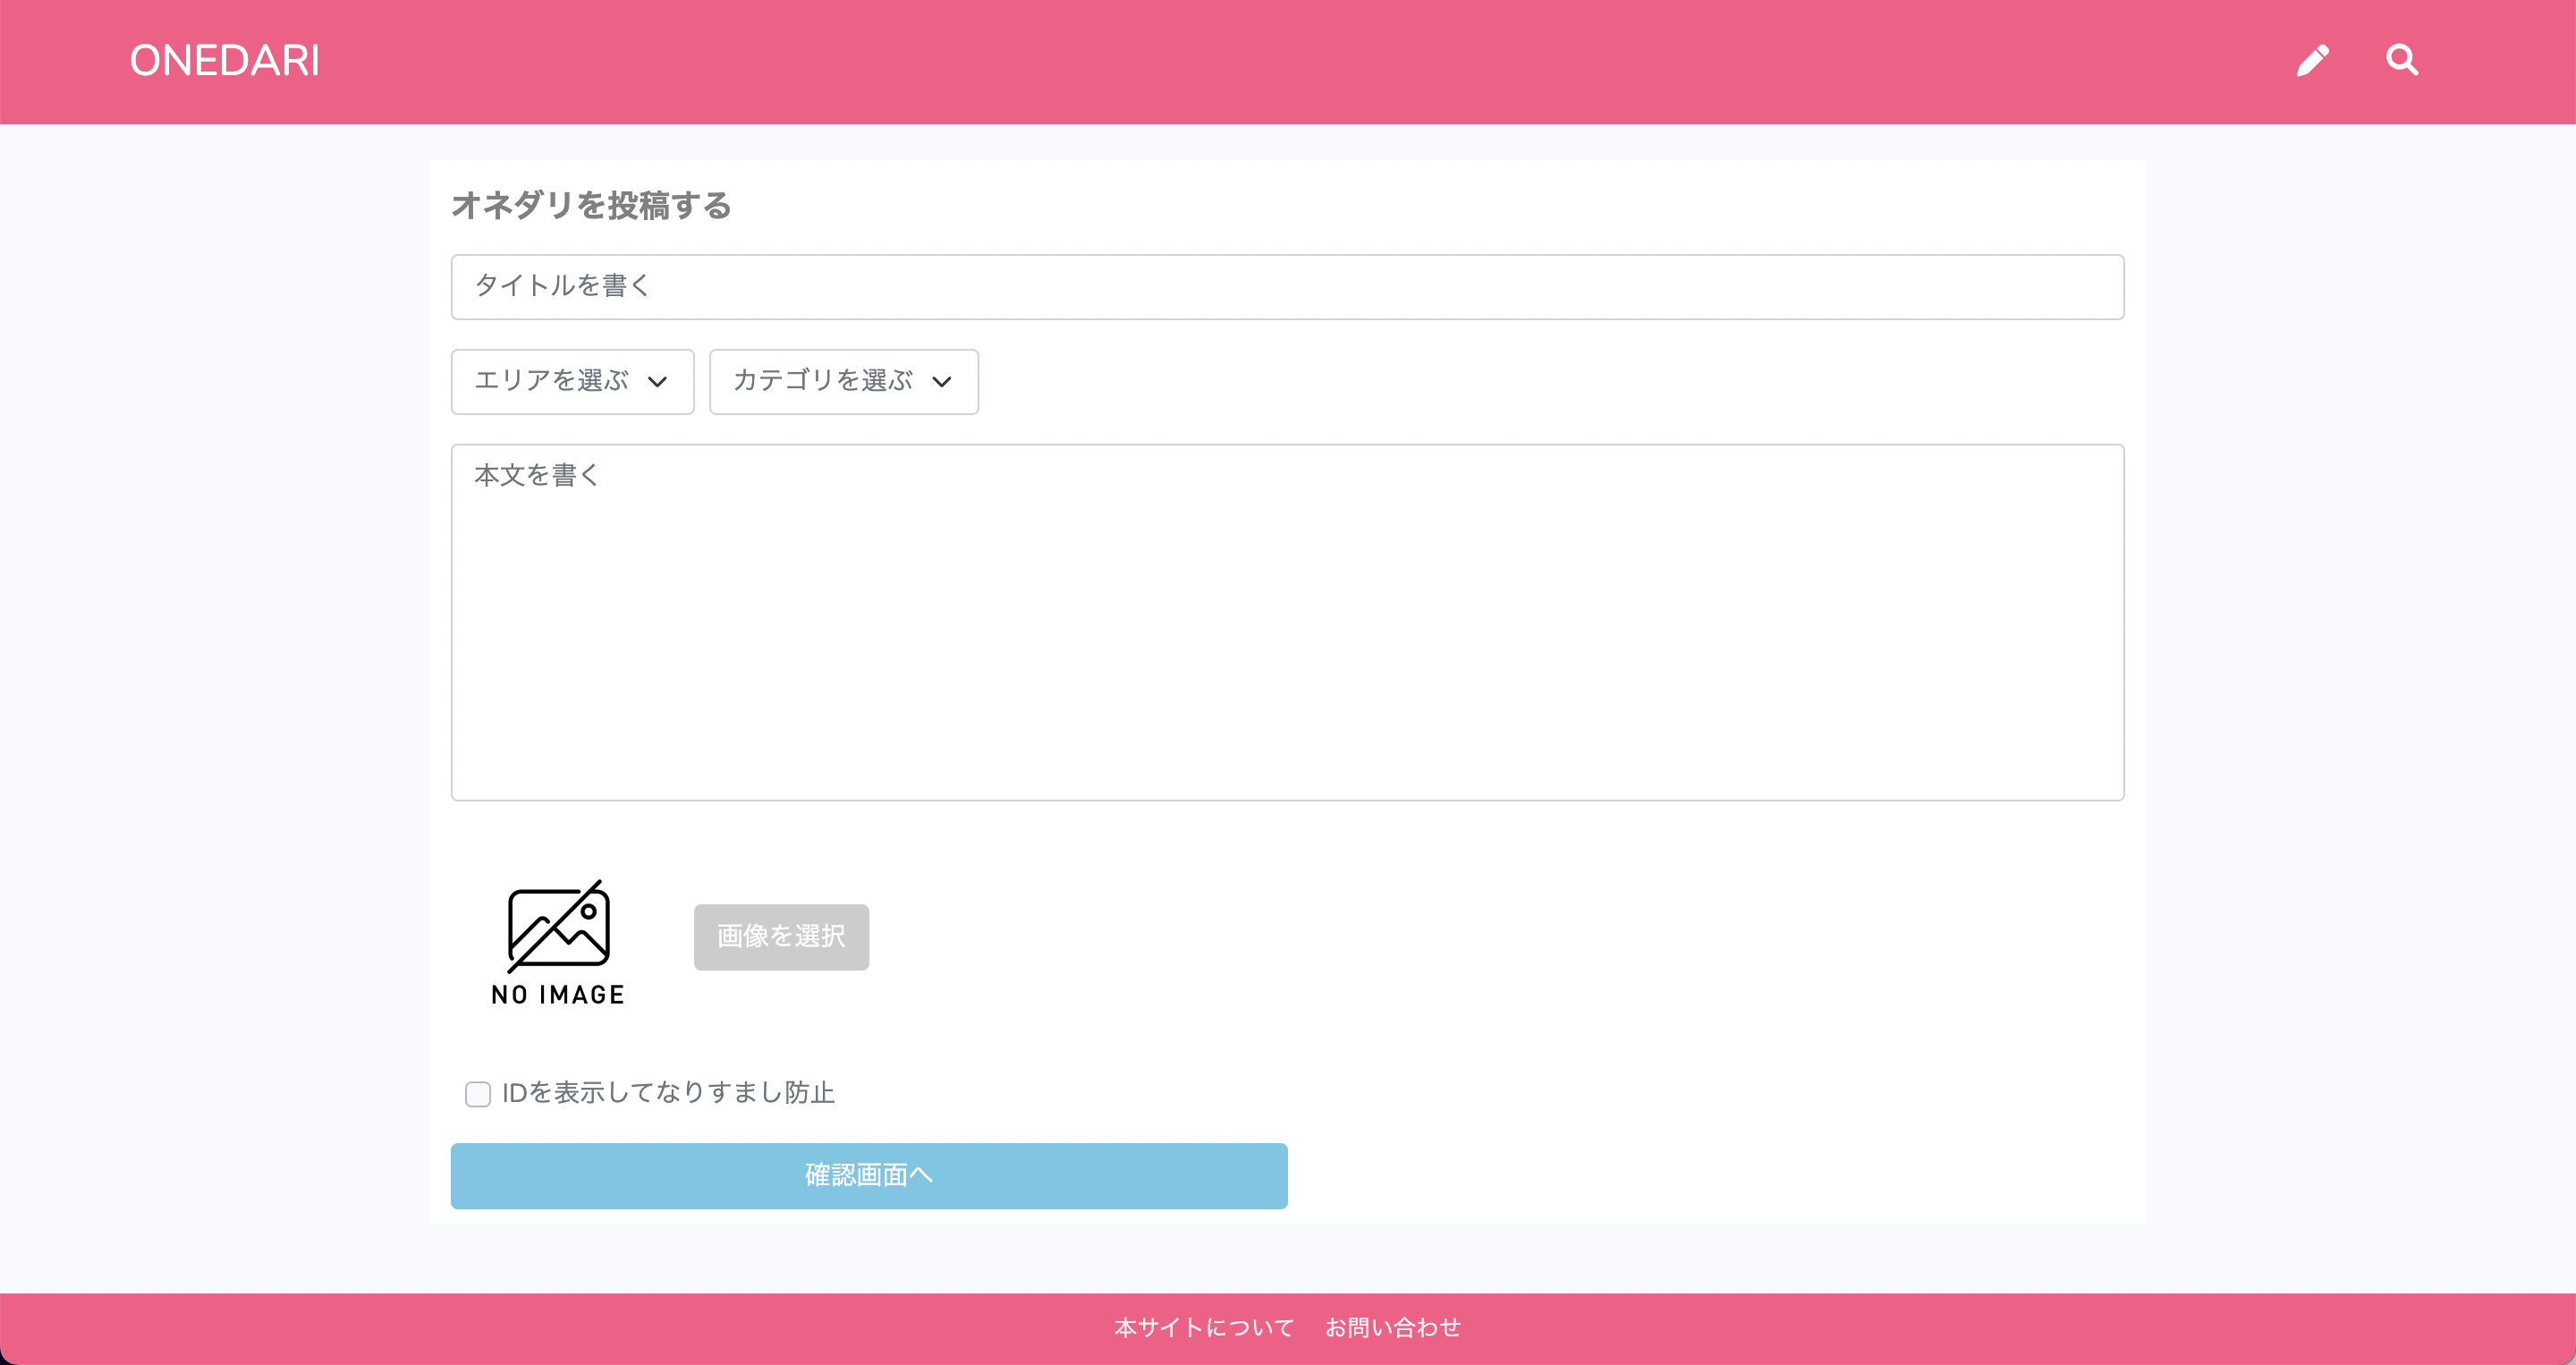 ONEDARI
オネダリを投稿する
タイトルを書く
エリアを選ぶ カテゴリを選ぶ
本文を書く
画像を選択
NO IMAGE
IDを表示してなりすまし防止
確認画面へ
本サイトについて お問い合わせ